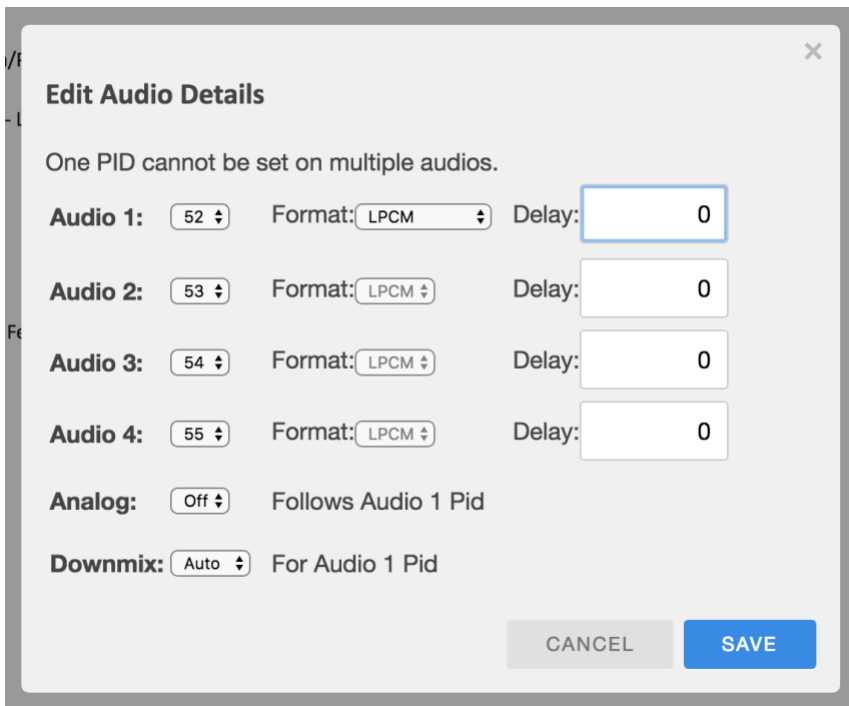 ×
Edit Audio Details
One PID cannot be set on multiple audios.
Audio 1: 52 Format: LPCM Delay: 0
Audio 2: 53 Format: LPCM Delay: 0
Audio 3: 54 Format: LPCM Delay: 0
Audio 4: 55 Format: LPCM Delay: 0
Analog: Off Follows Audio 1 Pid
Downmix: Auto For Audio 1 Pid
CANCEL SAVE